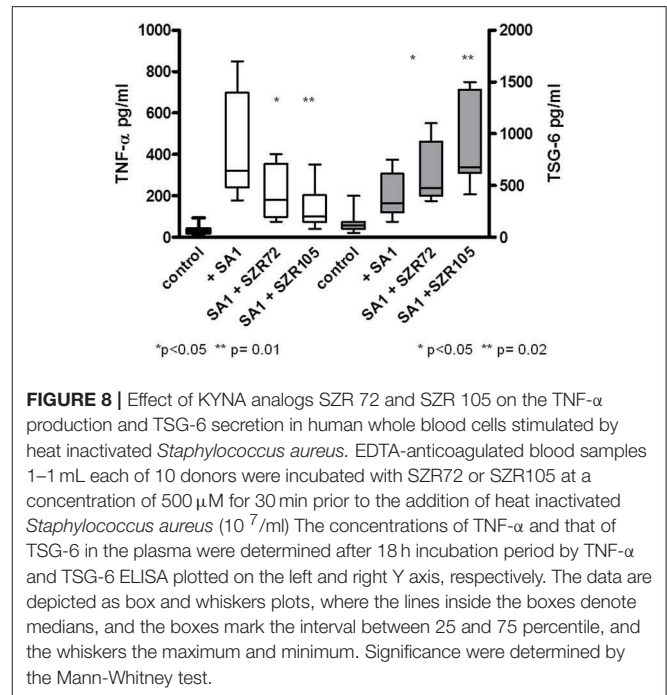 1000
800
600
400
200
0
TNF-α pg/ml
2000
1500
1000
500
0
TSG-6 pg/ml
* ** * **
control
+ SA1
SA1 + SZR72
SA1 + SZR105
control
+ SA1
SA1 + SZR72
SA1 +SZR105
*p<0.05 ** p= 0.01
* p<0.05 ** p= 0.02
FIGURE 8 | Effect of KYNA analogs SZR 72 and SZR 105 on the TNF-α
production and TSG-6 secretion in human whole blood cells stimulated by
heat inactivated Staphylococcus aureus. EDTA-anticoagulated blood samples
1–1 mL each of 10 donors were incubated with SZR72 or SZR105 at a
concentration of 500 μM for 30 min prior to the addition of heat inactivated
Staphylococcus aureus (10 ⁷/ml) The concentrations of TNF-α and that of
TSG-6 in the plasma were determined after 18 h incubation period by TNF-α
and TSG-6 ELISA plotted on the left and right Y axis, respectively. The data are
depicted as box and whiskers plots, where the lines inside the boxes denote
medians, and the boxes mark the interval between 25 and 75 percentile, and
the whiskers the maximum and minimum. Significance were determined by
the Mann-Whitney test.